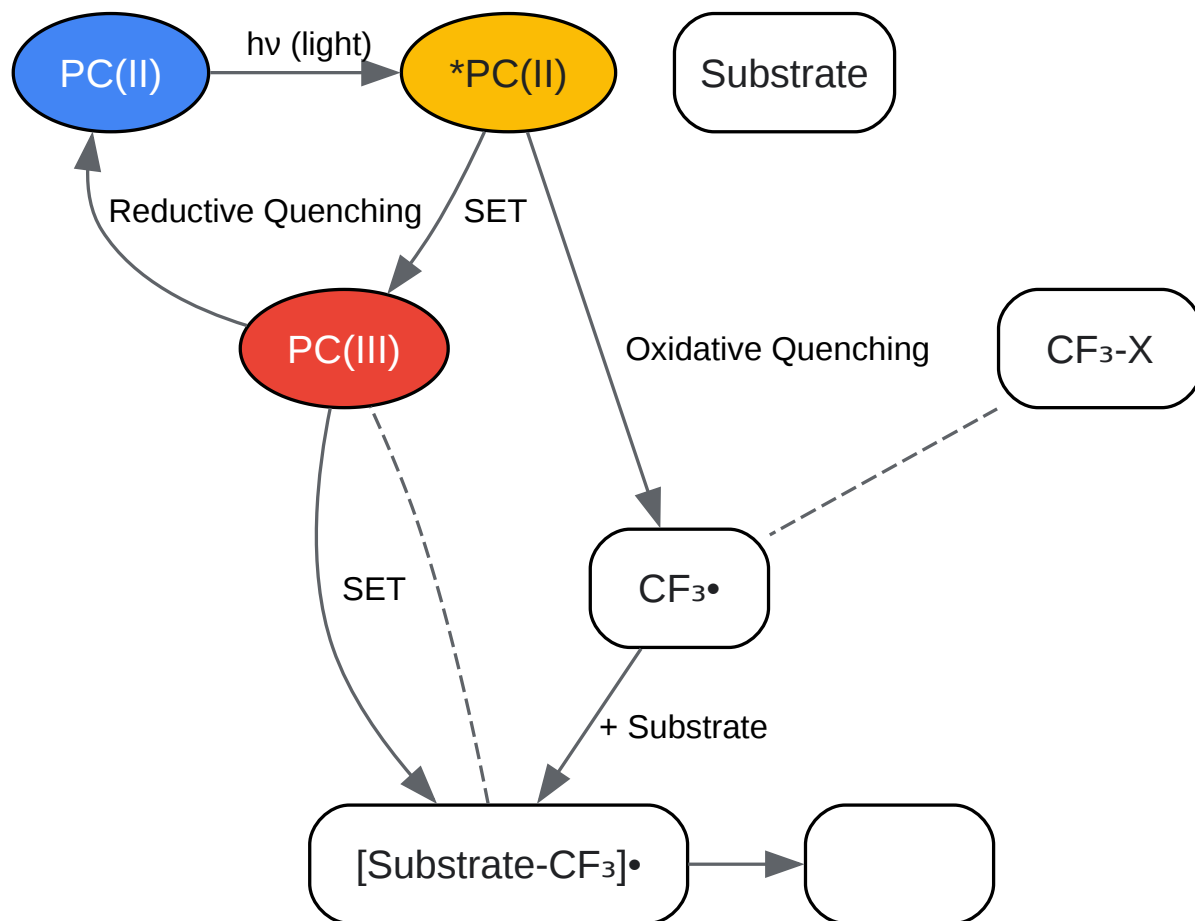 PC(II)
hν (light)
*PC(II)
Substrate
Reductive Quenching
SET
PC(III)
Oxidative Quenching
CF₃-X
SET
CF₃•
+ Substrate
[Substrate-CF₃]•